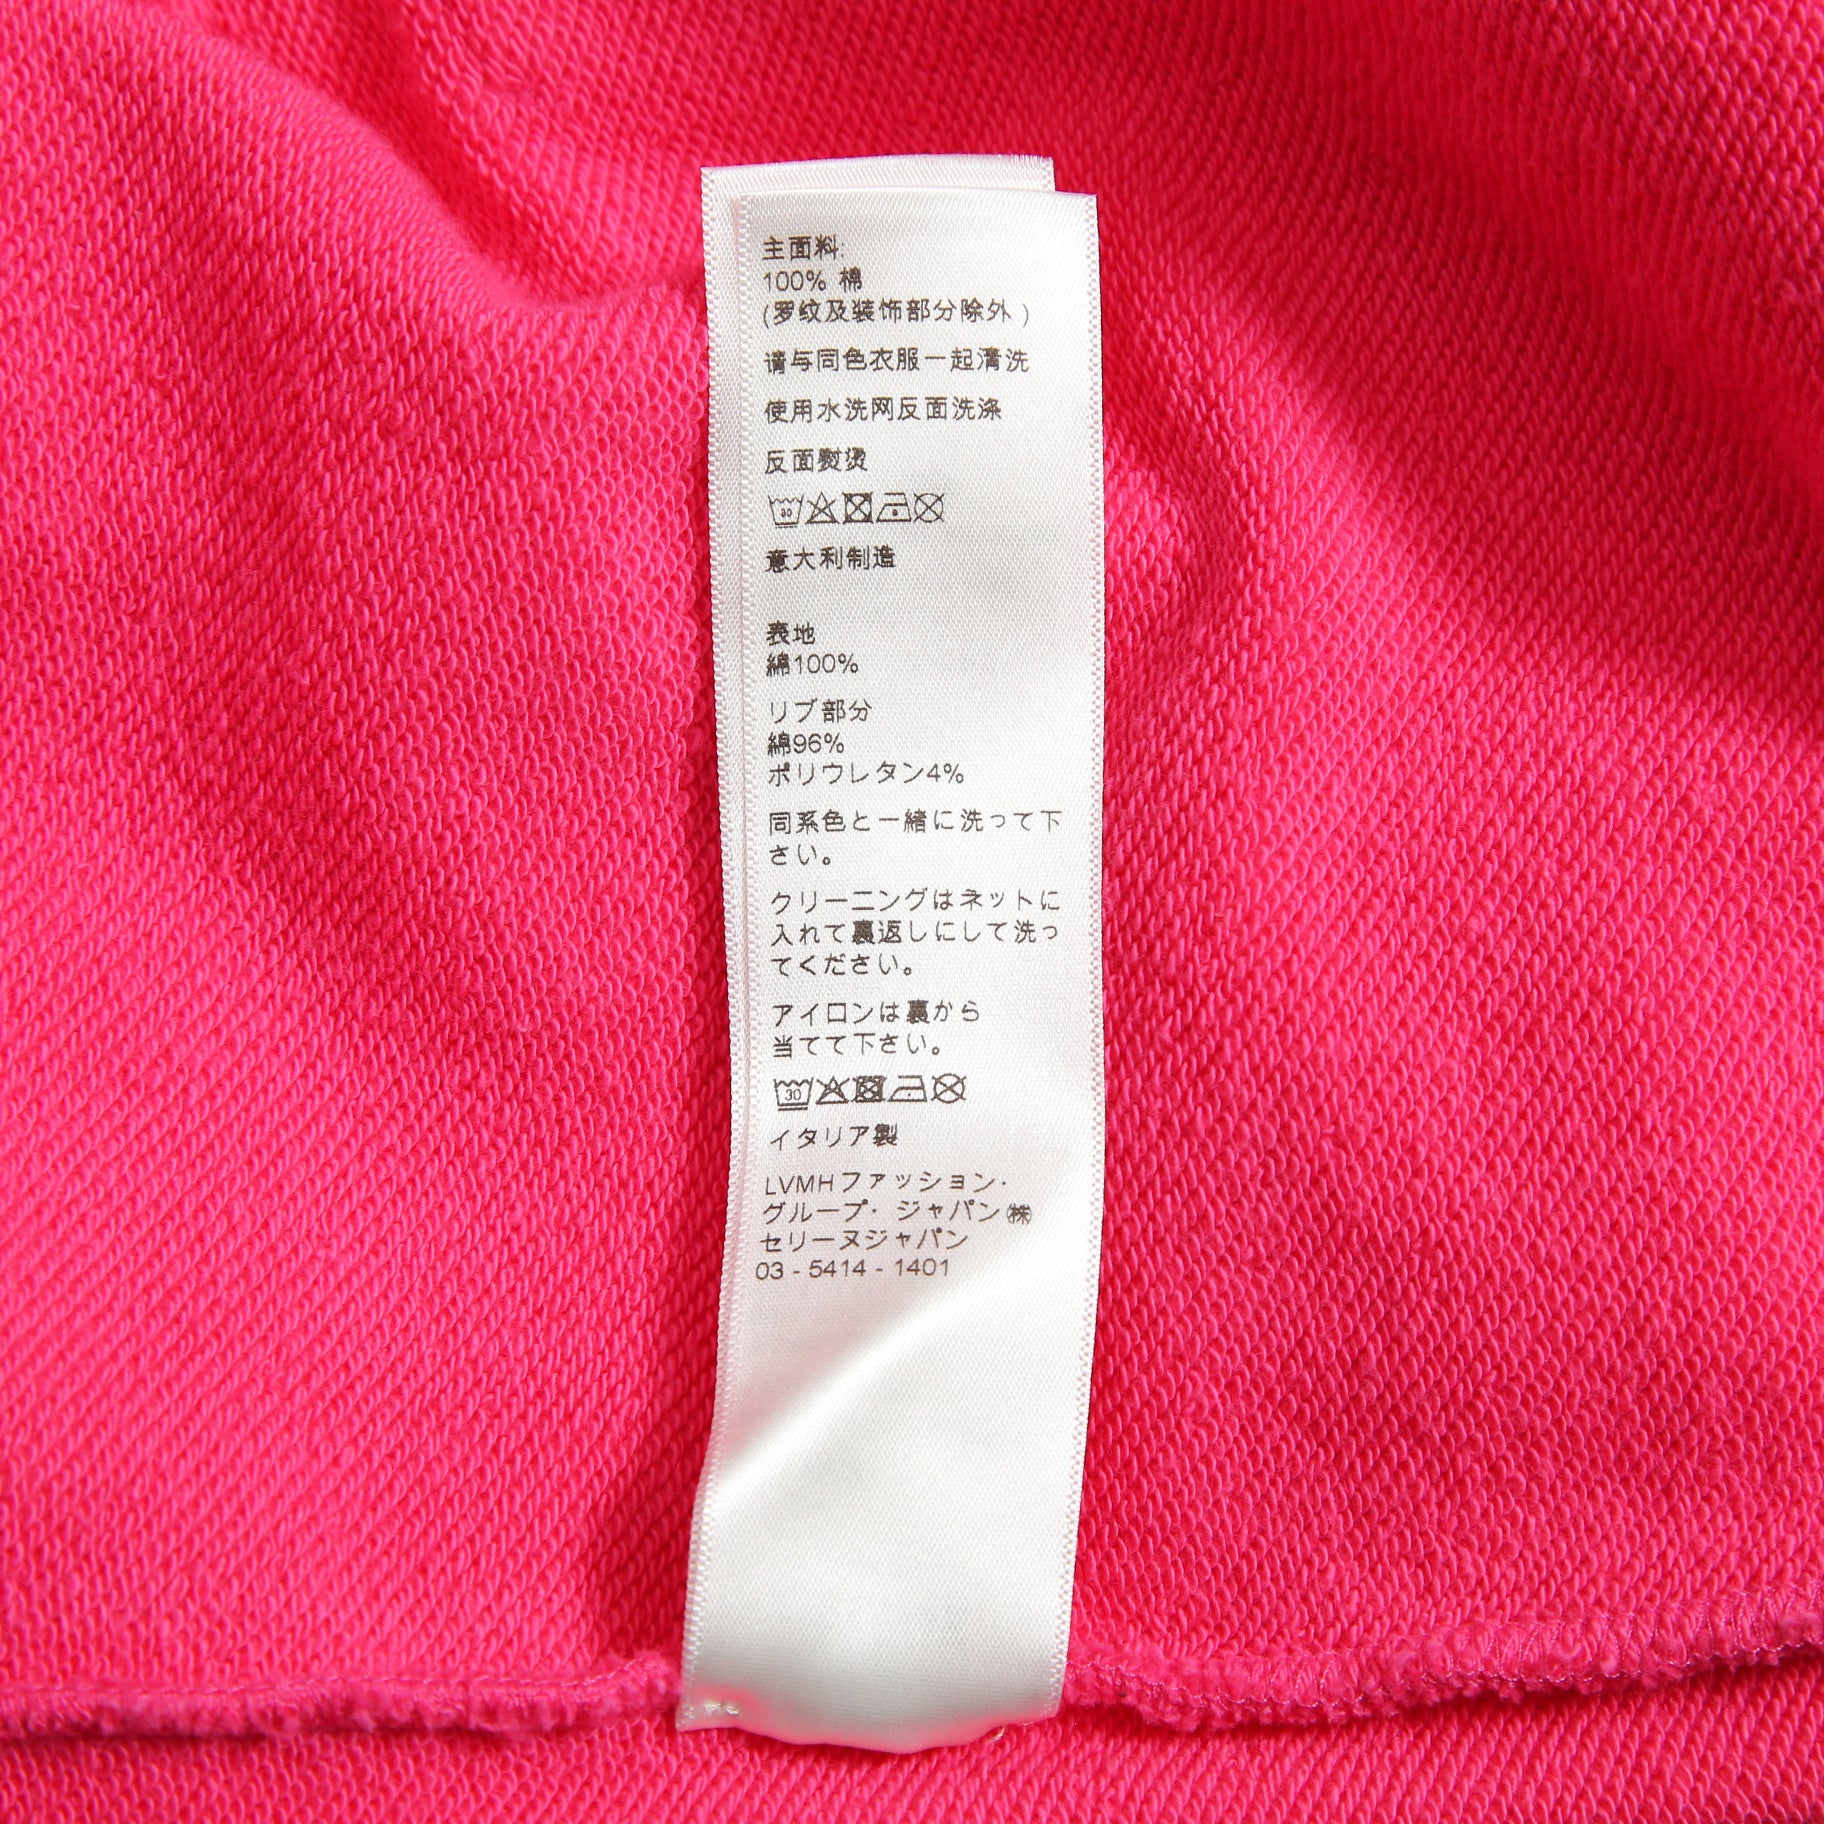 主面料:
100% 棉
(罗纹及装饰部分除外 )
请与同色衣服一起清洗
使用水洗网反面洗涤
反面熨烫
30
意大利制造
表地
綿100%
リブ部分
綿96%
ポリウレタン4%
同系色と一緒に洗って下
さい。
クリーニングはネットに
入れて裏返しにして洗っ
てください。
アイロンは裏から
当てて下さい。
30
イタリア製
LVMHファッション·
グループ· ジャパン㈱
セリーヌジャパン
03 - 5414 - 1401